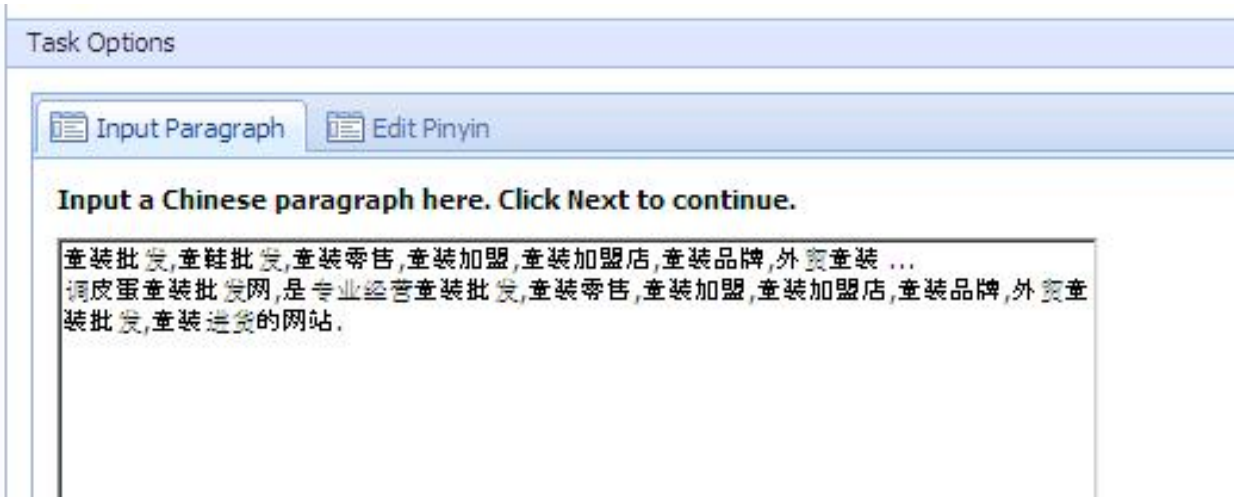 Task Options
Input Paragraph
Edit Pinyin
Input a Chinese paragraph here. Click Next to continue.
童装批发,童鞋批发,童装零售,童装加盟,童装加盟店,童装品牌,外贸童装 ...
调皮蛋童装批发网,是专业经营童装批发,童装零售,童装加盟,童装加盟店,童装品牌,外贸童
装批发,童装进货的网站.